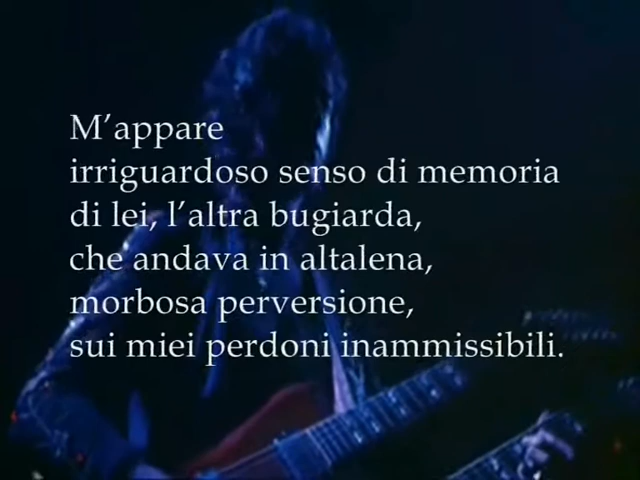 M’appare
irriguardoso senso di memoria
di lei, l’altra bugiarda,
che andava in altalena,
morbosa perversione,
sui miei perdoni inammissibili.